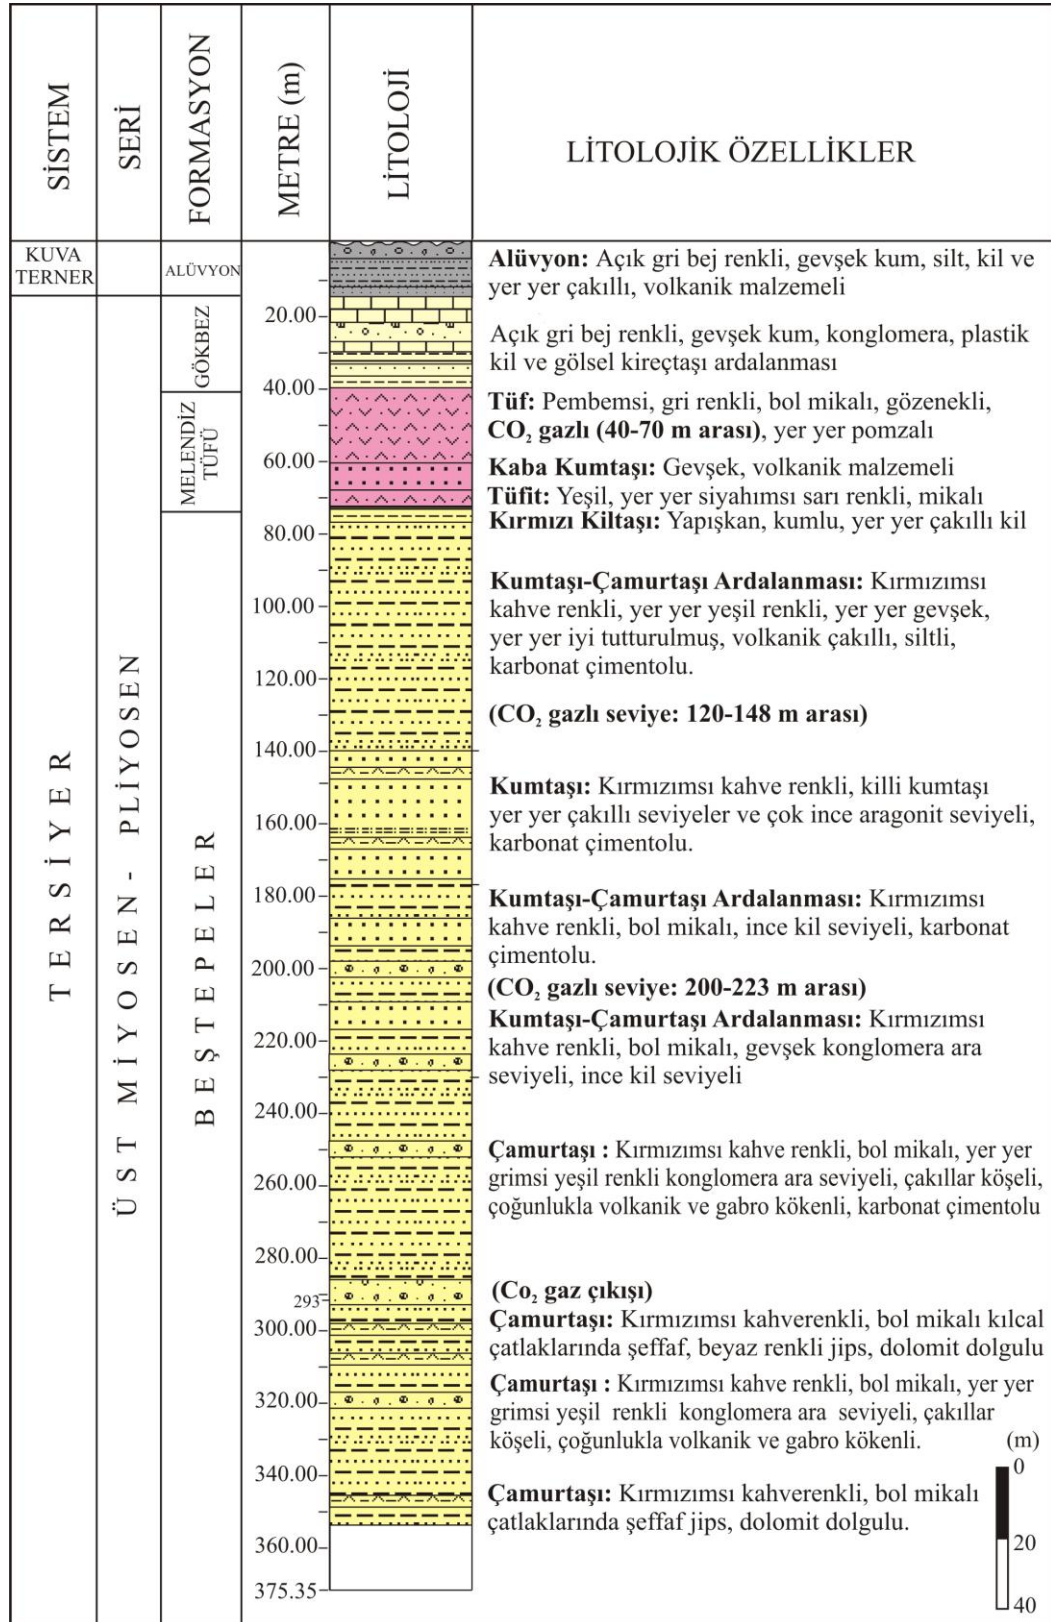 SİSTEM
SERİ
FORMASYON
METRE (m)
LİTOLOJİ
LİTOLOJİK ÖZELLİKLER
KUVA
TERNER
TERSİYER
ÜST MİYOSEN - PLİYOSEN
ALÜVYON
GÖKBEZ
MELENDİZ
TÜFÜ
BEŞTEPELER
20.00
40.00
60.00
80.00
100.00
120.00
140.00
160.00
180.00
200.00
220.00
240.00
260.00
280.00
293
300.00
320.00
340.00
360.00
375.35
Alüvyon: Açık gri bej renkli, gevşek kum, silt, kil ve
yer yer çakıllı, volkanik malzemeli
Açık gri bej renkli, gevşek kum, konglomera, plastik
kil ve gölsel kireçtaşı ardalanması
Tüf: Pembemsi, gri renkli, bol mikalı, gözenekli,
CO₂ gazlı (40-70 m arası), yer yer pomzalı
Kaba Kumtaşı: Gevşek, volkanik malzemeli
Tüfit: Yeşil, yer yer siyahımsı sarı renkli, mikalı
Kırmızı Kiltaşı: Yapışkan, kumlu, yer yer çakıllı kil
Kumtaşı-Çamurtaşı Ardalanması: Kırmızımsı
kahve renkli, yer yer yeşil renkli, yer yer gevşek,
yer yer iyi tutturulmuş, volkanik çakıllı, siltli,
karbonat çimentolu.
(CO₂ gazlı seviye: 120-148 m arası)
Kumtaşı: Kırmızımsı kahve renkli, killi kumtaşı
yer yer çakıllı seviyeler ve çok ince aragonit seviyeli,
karbonat çimentolu.
Kumtaşı-Çamurtaşı Ardalanması: Kırmızımsı
kahve renkli, bol mikalı, ince kil seviyeli, karbonat
çimentolu.
(CO₂ gazlı seviye: 200-223 m arası)
Kumtaşı-Çamurtaşı Ardalanması: Kırmızımsı
kahve renkli, bol mikalı, gevşek konglomera ara
seviyeli, ince kil seviyeli
Çamurtaşı : Kırmızımsı kahve renkli, bol mikalı, yer yer
grimsi yeşil renkli konglomera ara seviyeli, çakıllar köşeli,
çoğunlukla volkanik ve gabro kökenli, karbonat çimentolu
(Co₂ gaz çıkışı)
Çamurtaşı: Kırmızımsı kahverenkli, bol mikalı kılcal
çatlaklarında şeffaf, beyaz renkli jips, dolomit dolgulu
Çamurtaşı : Kırmızımsı kahve renkli, bol mikalı, yer yer
grimsi yeşil renkli konglomera ara seviyeli, çakıllar
köşeli, çoğunlukla volkanik ve gabro kökenli.
Çamurtaşı: Kırmızımsı kahverenkli, bol mikalı
çatlaklarında şeffaf jips, dolomit dolgulu.
(m)
0
20
40